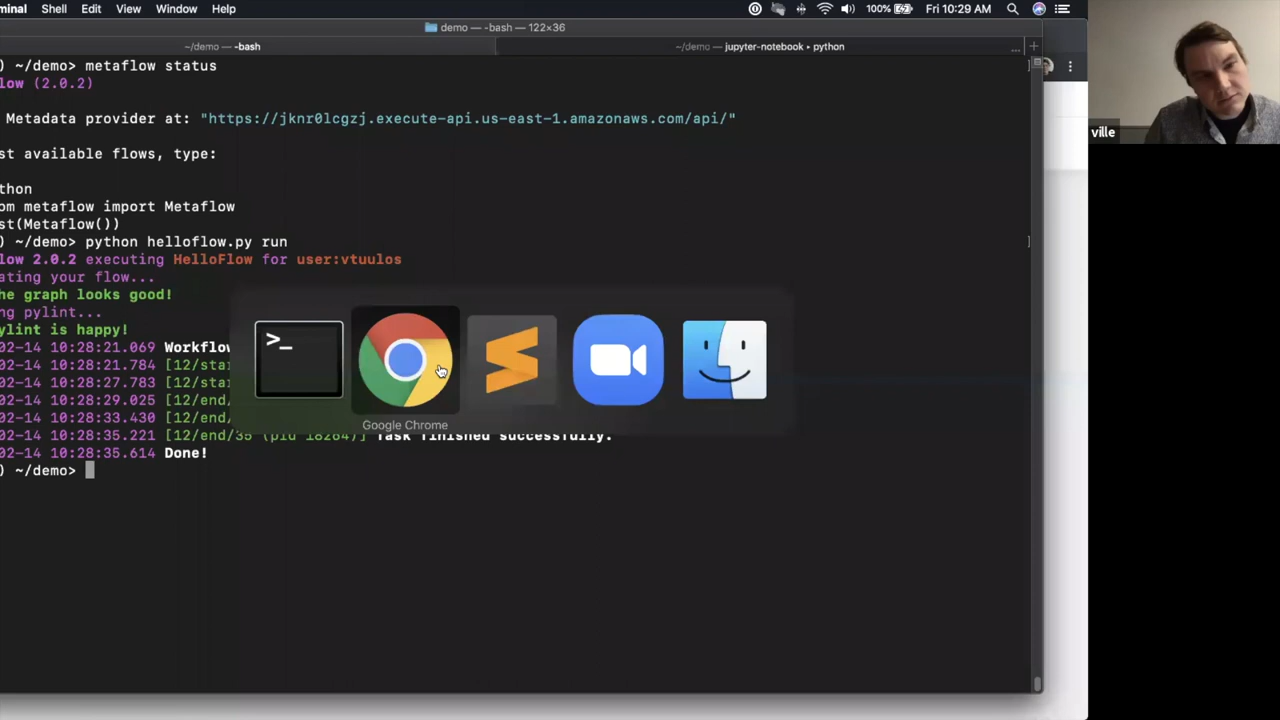 minal Shell Edit View Window Help 100% Fri 10:29 AM
demo — -bash — 122×36
~/demo — -bash
~/demo — jupyter-notebook ▸ python ... +
) ~/demo> metaflow status
low (2.0.2)
Metadata provider at: "https://jknr0lcgzj.execute-api.us-east-1.amazonaws.com/api/"
st available flows, type:
thon
om metaflow import Metaflow
st(Metaflow())
) ~/demo> python helloflow.py run
low 2.0.2 executing HelloFlow for user:vtuulos
ating your flow...
he graph looks good!
ng pylint...
ylint is happy!
02-14 10:28:21.069 Workflow
02-14 10:28:21.784 [12/star
02-14 10:28:27.783 [12/star
02-14 10:28:29.025 [12/end/
02-14 10:28:33.430 [12/end/
02-14 10:28:35.221 [12/end/35 (pid 18264)] Task finished successfully.
02-14 10:28:35.614 Done!
) ~/demo>
Google Chrome
ville